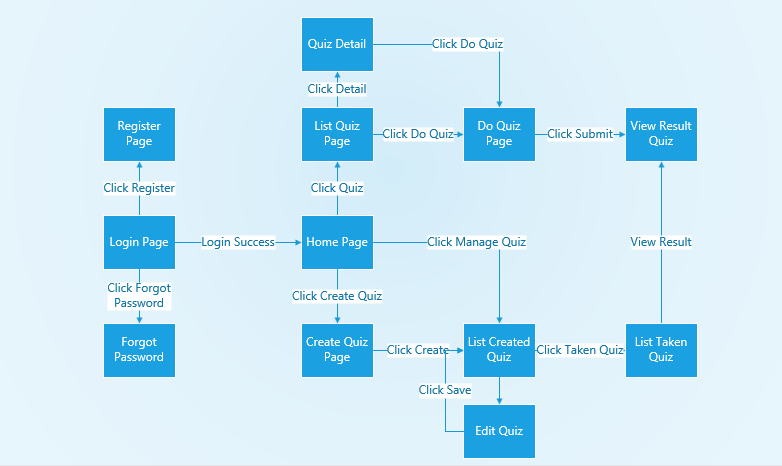 Quiz Detail
Click Do Quiz
Click Detail
Register
Page
List Quiz
Page
Click Do Quiz
Do Quiz
Page
Click Submit
View Result
Quiz
Click Register
Click Quiz
Login Page
Login Success
Home Page
Click Manage Quiz
View Result
Click Forgot
Password
Click Create Quiz
Forgot
Password
Create Quiz
Page
Click Create
List Created
Quiz
Click Taken Quiz
List Taken
Quiz
Click Save
Edit Quiz